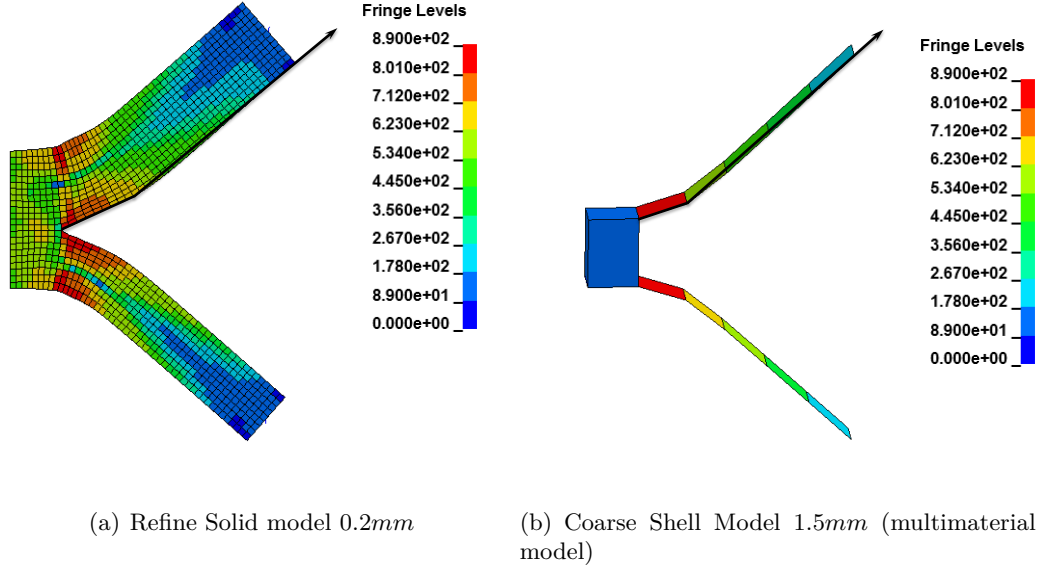 Fringe Levels
8.900e+02
8.010e+02
7.120e+02
6.230e+02
5.340e+02
4.450e+02
3.560e+02
2.670e+02
1.780e+02
8.900e+01
0.000e+00
Fringe Levels
8.900e+02
8.010e+02
7.120e+02
6.230e+02
5.340e+02
4.450e+02
3.560e+02
2.670e+02
1.780e+02
8.900e+01
0.000e+00
(a) Refine Solid model 0.2mm
(b) Coarse Shell Model 1.5mm (multimaterial
model)